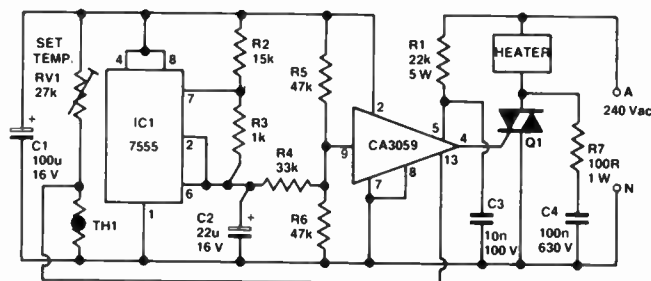 SET
TEMP.
RV1
27k
C1
100u
16 V
TH1
4
8
IC1
7555
7
2
6
1
R2
15k
R3
1k
R4
33k
C2
22u
16 V
R5
47k
R6
47k
2
9
CA3059
7
8
5
4
13
R1
22k
5 W
HEATER
Q1
C3
10n
100 V
R7
100R
1 W
C4
100n
630 V
A
240 Vac
N
+
+